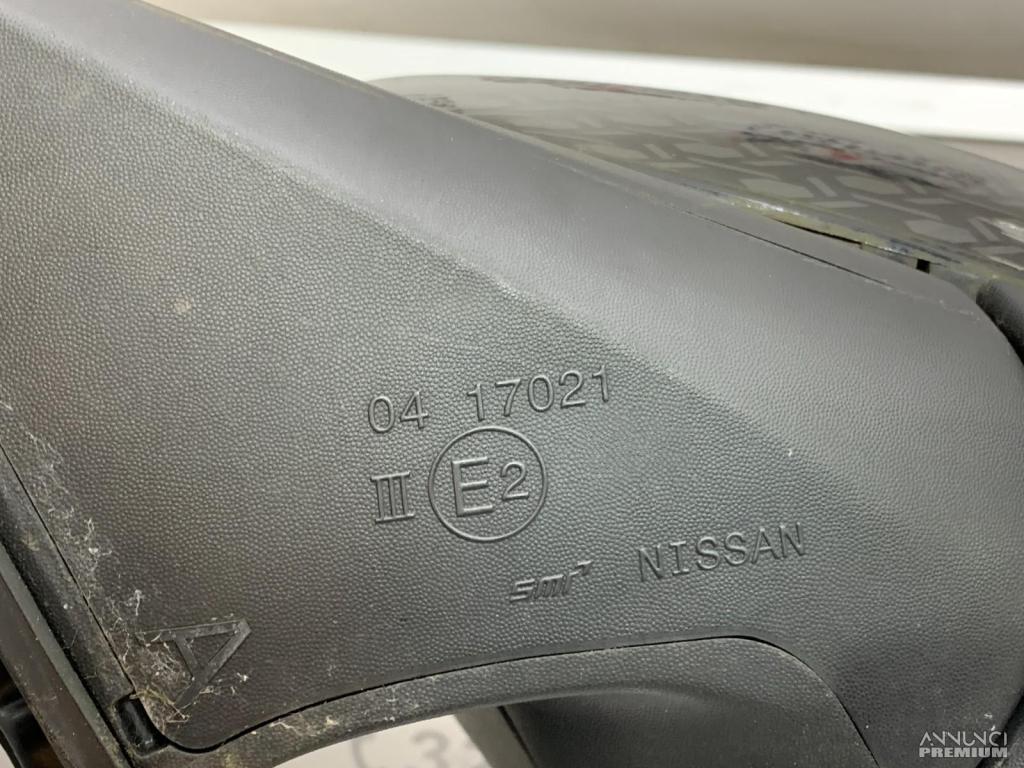 04 17021
III E2
smr NISSAN
A
ANNUNCI
PREMIUM